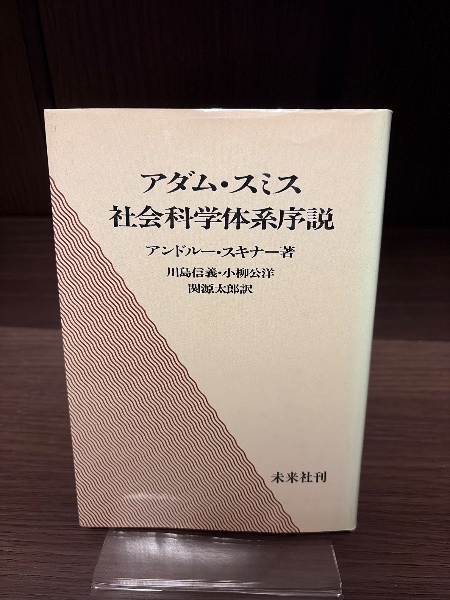 アダム・スミス
社会科学体系序説
アンドルー・スキナー著
川島信義・小柳公洋
関源太郎訳
未来社刊